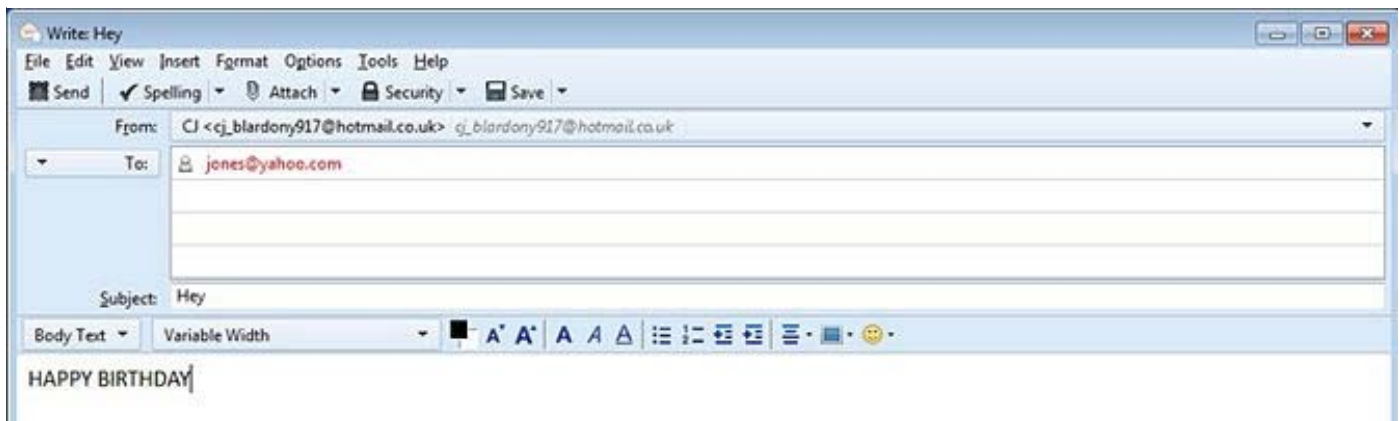 Write: Hey
File Edit View Insert Format Options Tools Help
Send Spelling Attach Security Save
From: CJ <cj_blardony917@hotmail.co.uk> cj_blardony917@hotmail.co.uk
To: jones@yahoo.com
Subject: Hey
Body Text Variable Width
HAPPY BIRTHDAY